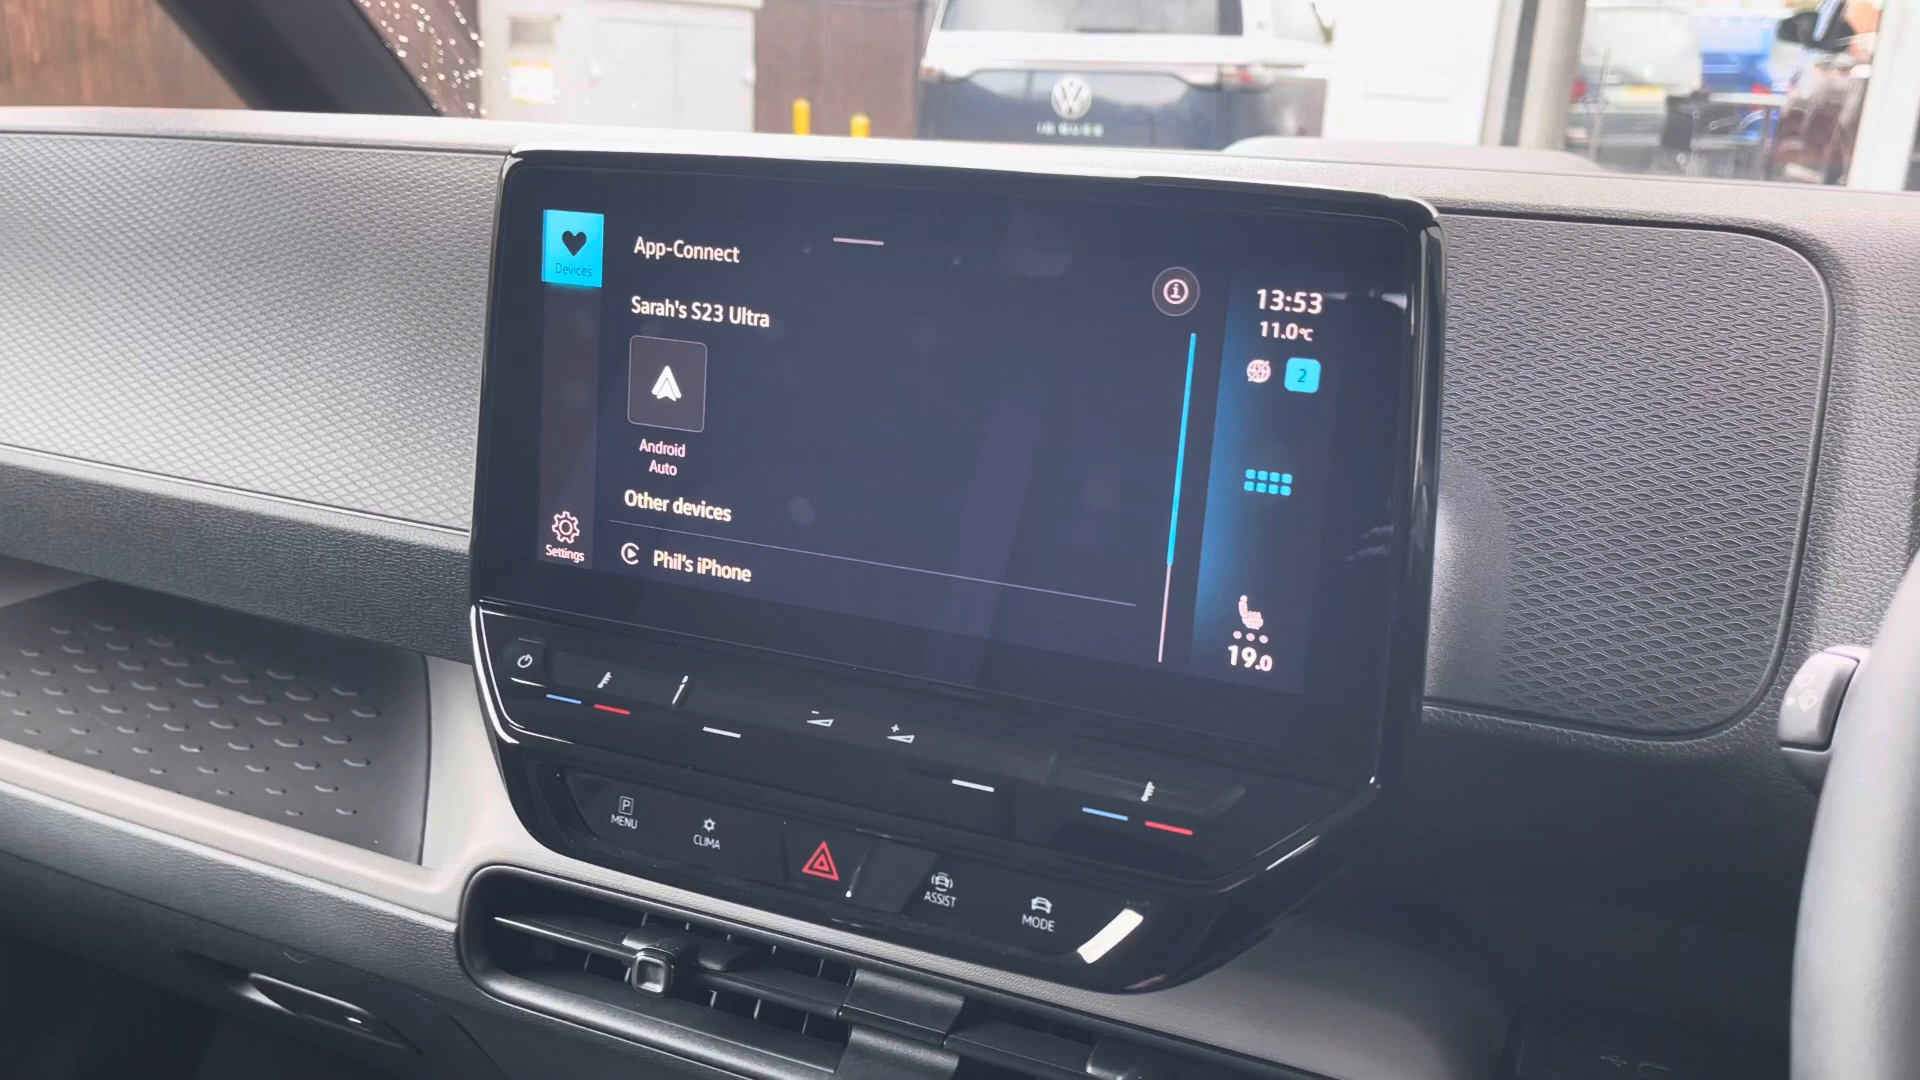 Devices
App-Connect
Sarah's S23 Ultra
Android
Auto
Other devices
Phil's iPhone
Settings
13:53
11.0°C
2
19.0
P
MENU
CLIMA
ASSIST
MODE